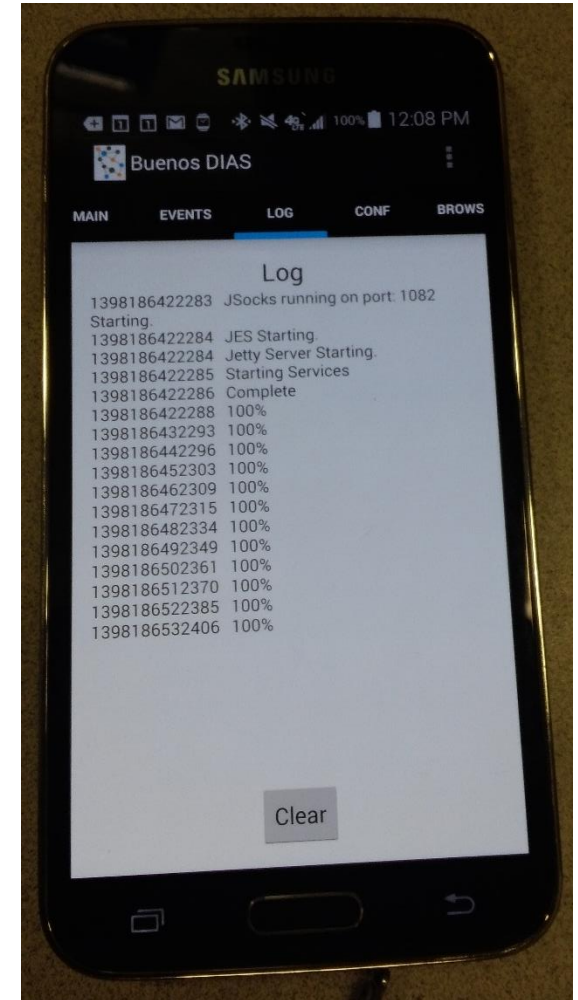 SAMSUNG
100% 12:08 PM
Buenos DIAS
MAIN EVENTS LOG CONF BROWS
Log
1398186422283 JSocks running on port: 1082
Starting.
1398186422284 JES Starting.
1398186422284 Jetty Server Starting.
1398186422285 Starting Services
1398186422286 Complete
1398186422288 100%
1398186432293 100%
1398186442296 100%
1398186452303 100%
1398186462309 100%
1398186472315 100%
1398186482334 100%
1398186492349 100%
1398186502361 100%
1398186512370 100%
1398186522385 100%
1398186532406 100%
Clear